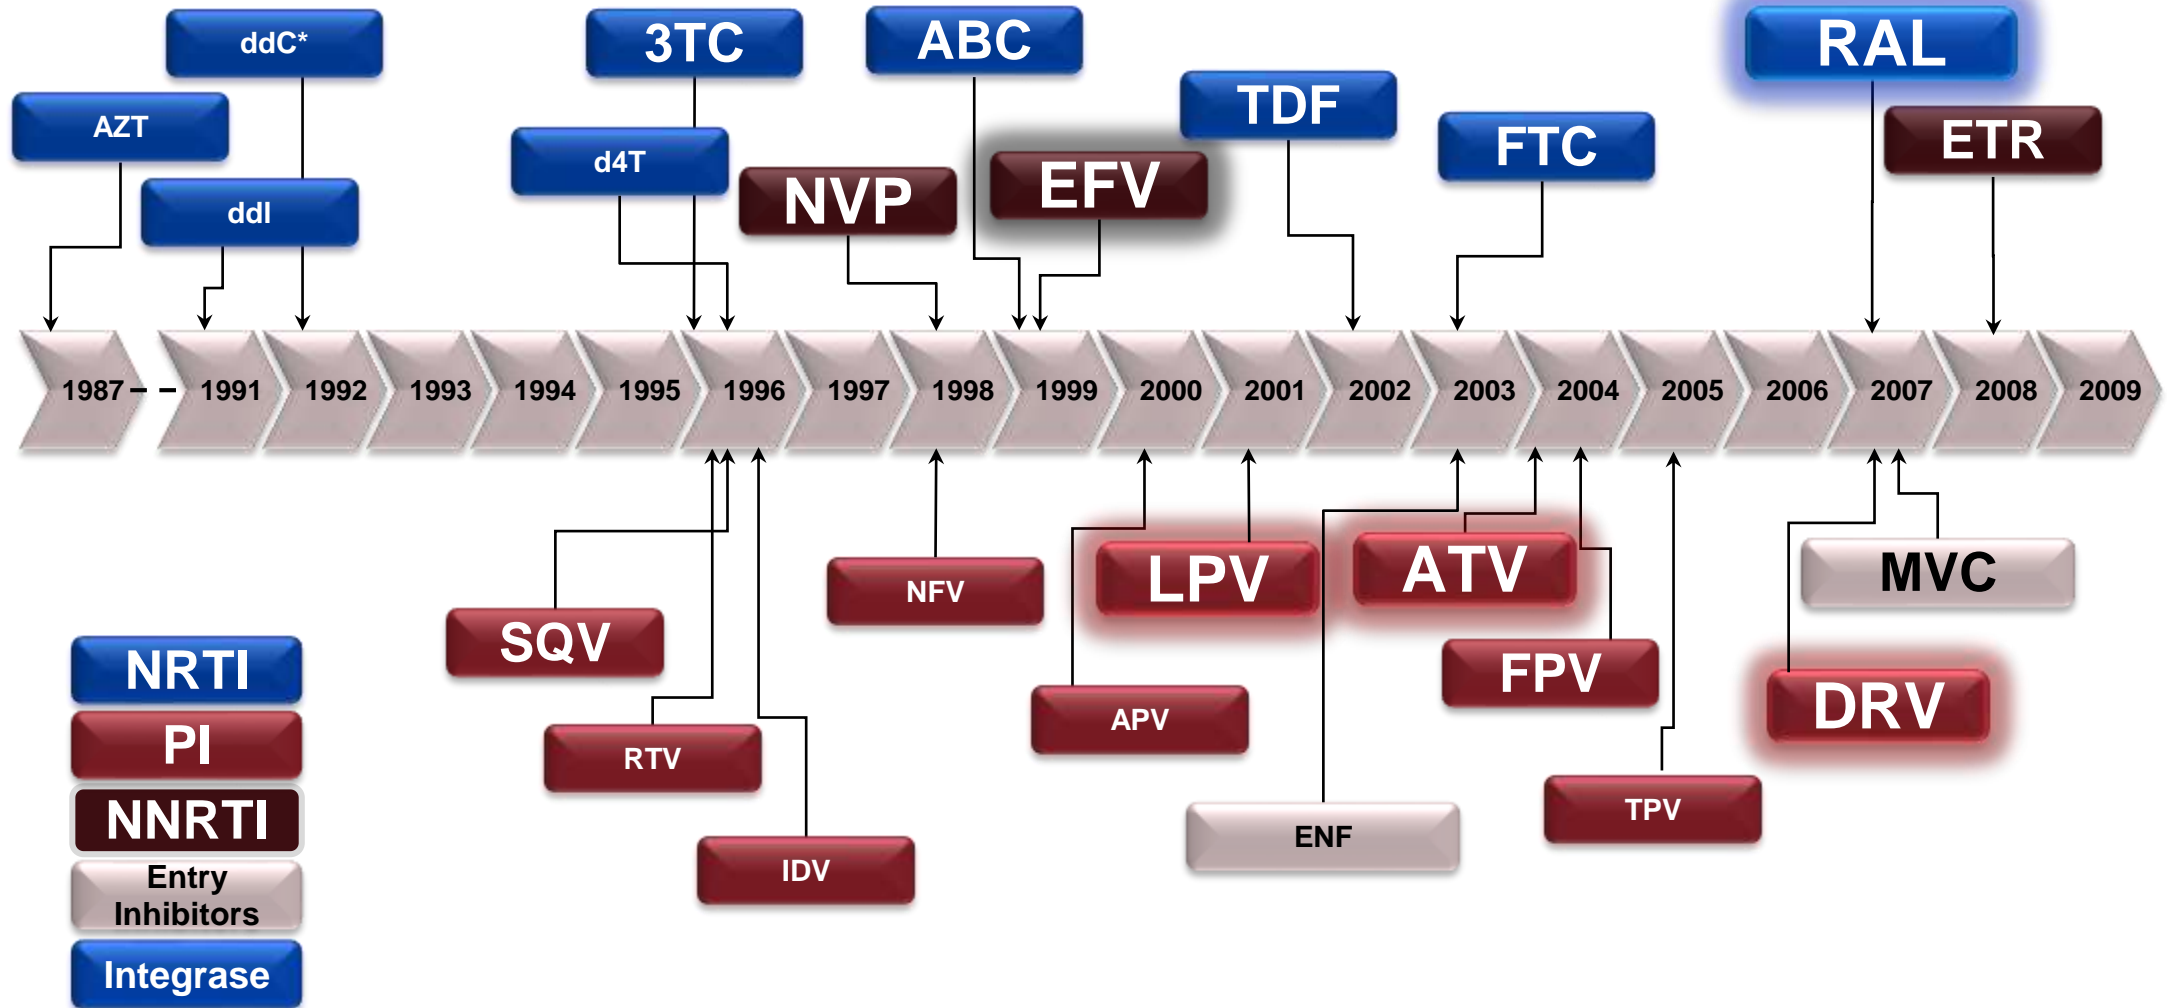 ddC*
3TC
ABC
RAL
AZT
d4T
TDF
FTC
ETR
ddI
NVP
EFV
1987 - - 1991 1992 1993 1994 1995 1996 1997 1998 1999 2000 2001 2002 2003 2004 2005 2006 2007 2008 2009
NFV
LPV
ATV
MVC
SQV
FPV
DRV
RTV
APV
TPV
IDV
ENF
NRTI
PI
NNRTI
Entry
Inhibitors
Integrase